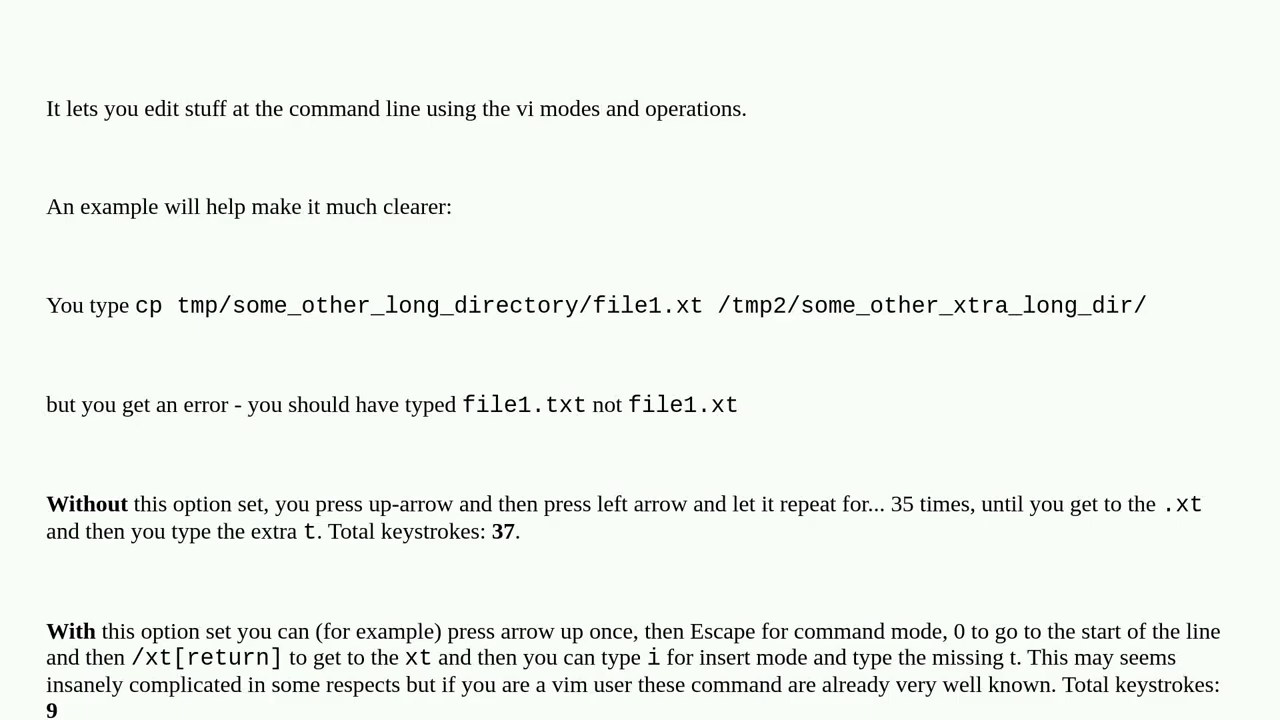 It lets you edit stuff at the command line using the vi modes and operations.
An example will help make it much clearer:
You type cp tmp/some_other_long_directory/file1.xt /tmp2/some_other_xtra_long_dir/
but you get an error - you should have typed file1.txt not file1.xt
Without this option set, you press up-arrow and then press left arrow and let it repeat for... 35 times, until you get to the .xt
and then you type the extra t. Total keystrokes: 37.
With this option set you can (for example) press arrow up once, then Escape for command mode, 0 to go to the start of the line
and then /xt[return] to get to the xt and then you can type i for insert mode and type the missing t. This may seems
insanely complicated in some respects but if you are a vim user these command are already very well known. Total keystrokes:
9